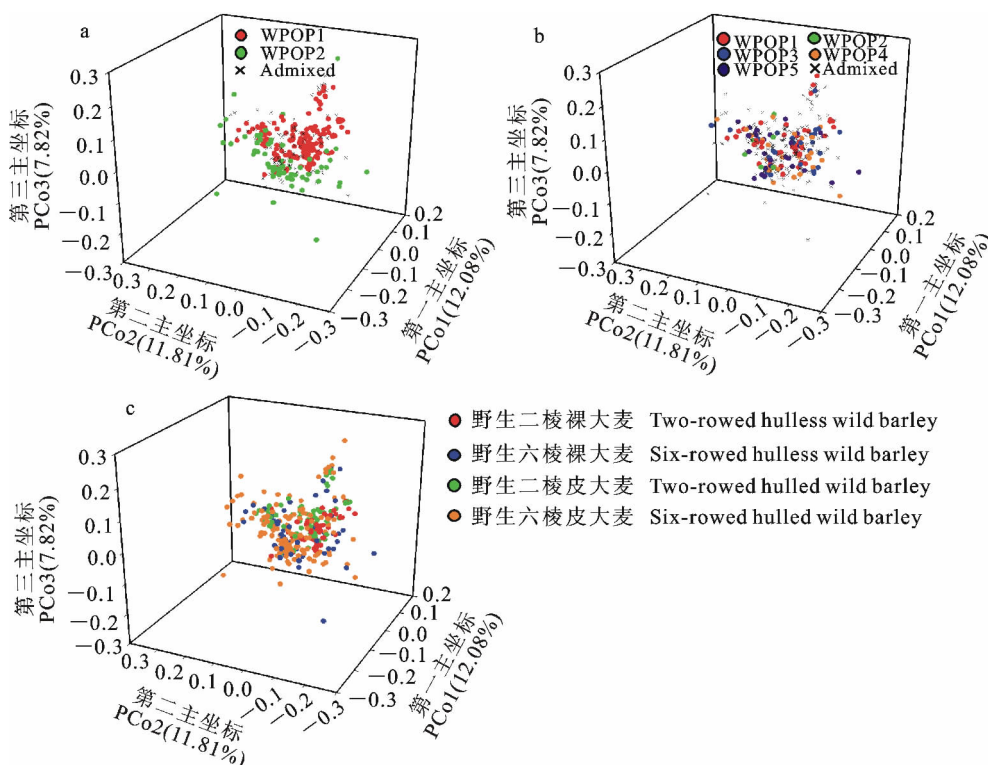 a
WPOP1
WPOP2
Admixed
0.3
0.2
0.1
0.0
−0.1
−0.2
−0.3
第三主坐标
PCo3(7.82%)
0.3
0.2
0.1
0.0
−0.1
−0.2
−0.3
第二主坐标
PCo2(11.81%)
0.2
0.1
0.0
−0.1
−0.2
−0.3
第一主坐标
PCo1(12.08%)
b
WPOP1 WPOP2
WPOP3 WPOP4
WPOP5 Admixed
0.3
0.2
0.1
0.0
−0.1
−0.2
−0.3
第三主坐标
PCo3(7.82%)
0.3
0.2
0.1
0.0
−0.1
−0.2
−0.3
第二主坐标
PCo2(11.81%)
0.2
0.1
0.0
−0.1
−0.2
−0.3
第一主坐标
PCo1(12.08%)
c
0.3
0.2
0.1
0.0
−0.1
−0.2
−0.3
第三主坐标
PCo3(7.82%)
0.3
0.2
0.1
0.0
−0.1
−0.2
−0.3
第二主坐标
PCo2(11.81%)
0.2
0.1
0.0
−0.1
−0.2
−0.3
第一主坐标
PCo1(12.08%)
野生二棱裸大麦 Two-rowed hulless wild barley
野生六棱裸大麦 Six-rowed hulless wild barley
野生二棱皮大麦 Two-rowed hulled wild barley
野生六棱皮大麦 Six-rowed hulled wild barley